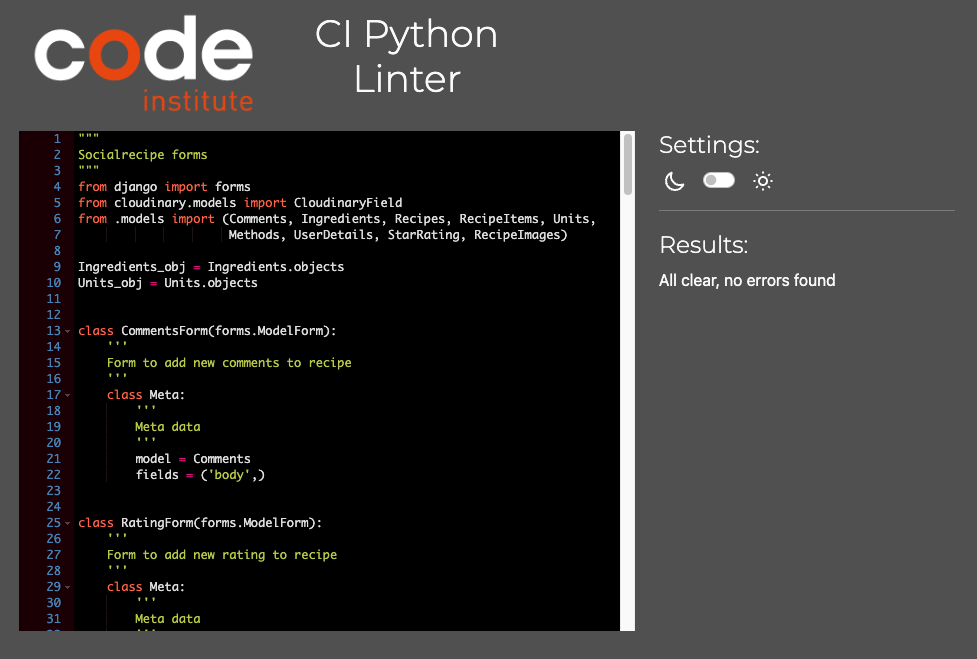 code
institute
CI Python
Linter
1 """
2 Socialrecipe forms
3 """
4 from django import forms
5 from cloudinary.models import CloudinaryField
6 from .models import (Comments, Ingredients, Recipes, RecipeItems, Units,
7 Methods, UserDetails, StarRating, RecipeImages)
8
9 Ingredients_obj = Ingredients.objects
10 Units_obj = Units.objects
11
12
13 class CommentsForm(forms.ModelForm):
14 '''
15 Form to add new comments to recipe
16 '''
17 class Meta:
18 '''
19 Meta data
20 '''
21 model = Comments
22 fields = ('body',)
23
24
25 class RatingForm(forms.ModelForm):
26 '''
27 Form to add new rating to recipe
28 '''
29 class Meta:
30 '''
31 Meta data
Settings:
Results:
All clear, no errors found